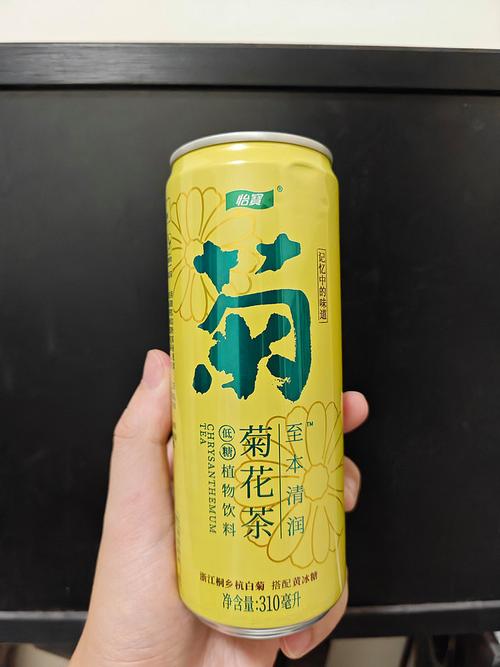 怡寶®
菊
记忆中的味道
至本清润™
菊花茶
低糖植物饮料
CHRYSANTHEMUM
TEA
浙江桐乡杭白菊 搭配黄冰糖
净含量:310毫升